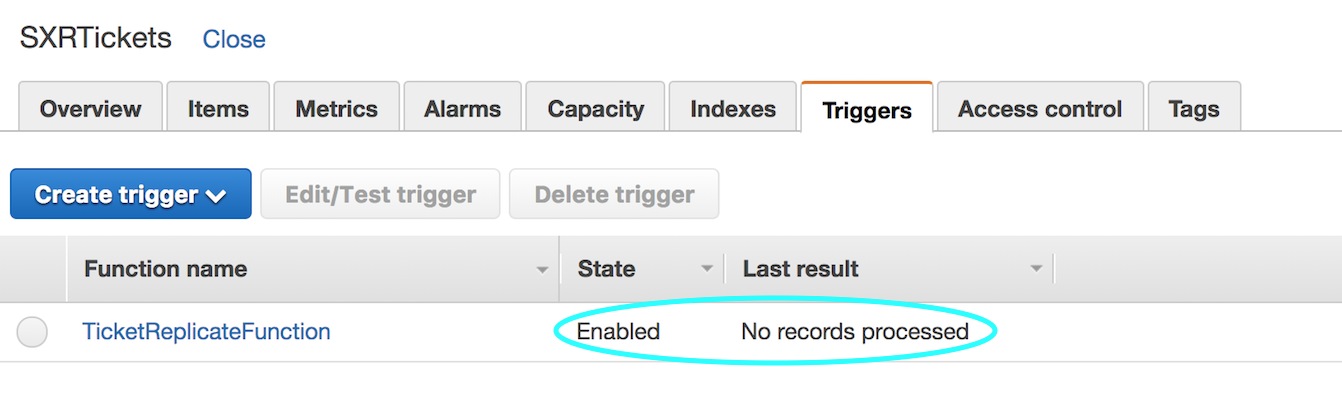 SXRTickets Close
Overview Items Metrics Alarms Capacity Indexes Triggers Access control Tags
Create trigger Edit/Test trigger Delete trigger
Function name State Last result
TicketReplicateFunction Enabled No records processed